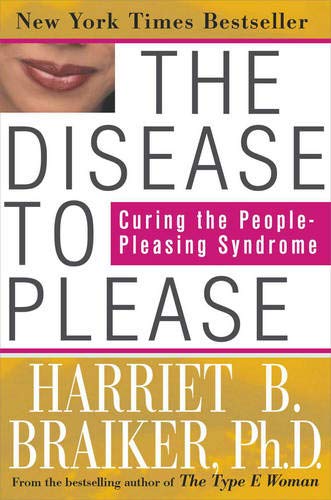 New York Times Bestseller
THE
DISEASE
TO
Curing the People-
Pleasing Syndrome
PLEASE
HARRIET B.
BRAIKER, Ph.D.
From the bestselling author of The Type E Woman